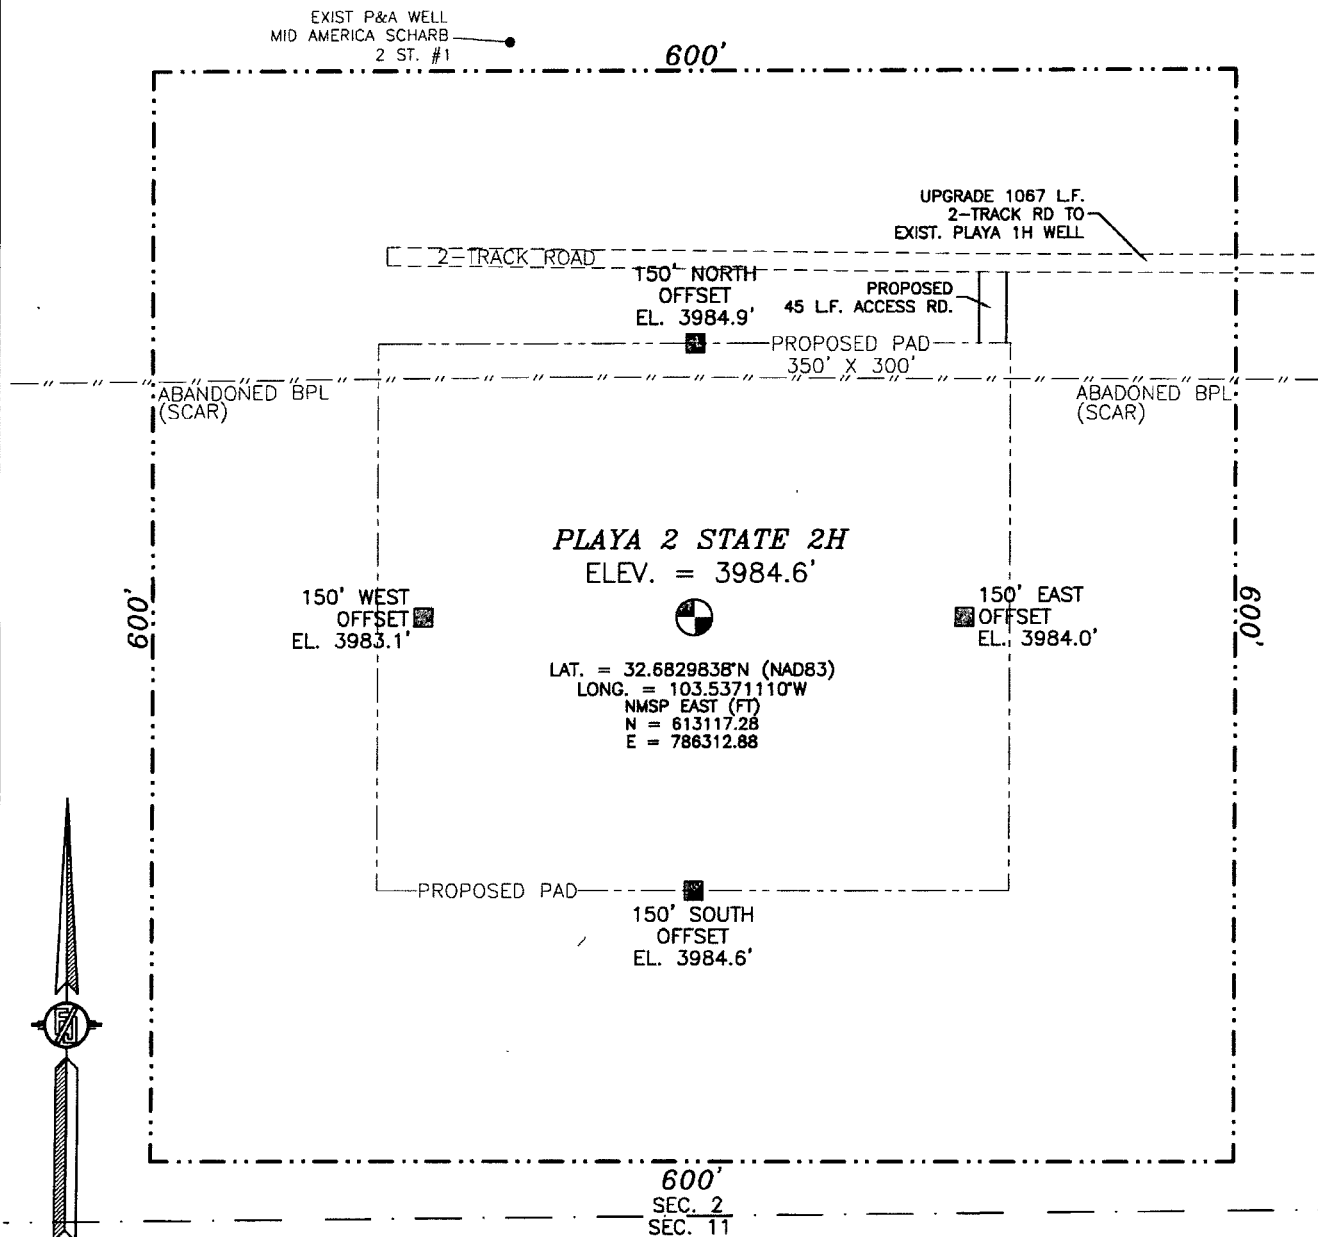 EXIST P&A WELL
MID AMERICA SCHARB
2 ST. #1
600'
UPGRADE 1067 L.F.
2-TRACK RD TO
EXIST. PLAYA 1H WELL
2-TRACK ROAD
150' NORTH
OFFSET
EL. 3984.9'
PROPOSED
45 L.F. ACCESS RD.
PROPOSED PAD
350' X 300'
ABANDONED BPL
(SCAR)
ABADONED BPL
(SCAR)
PLAYA 2 STATE 2H
ELEV. = 3984.6'
600'
150' WEST
OFFSET
EL. 3983.1'
150' EAST
OFFSET
EL. 3984.0'
600'
LAT. = 32.6829838°N (NAD83)
LONG. = 103.5371110°W
NMSP EAST (FT)
N = 613117.28
E = 786312.88
PROPOSED PAD
150' SOUTH
OFFSET
EL. 3984.6'
600'
SEC. 2
SEC. 11